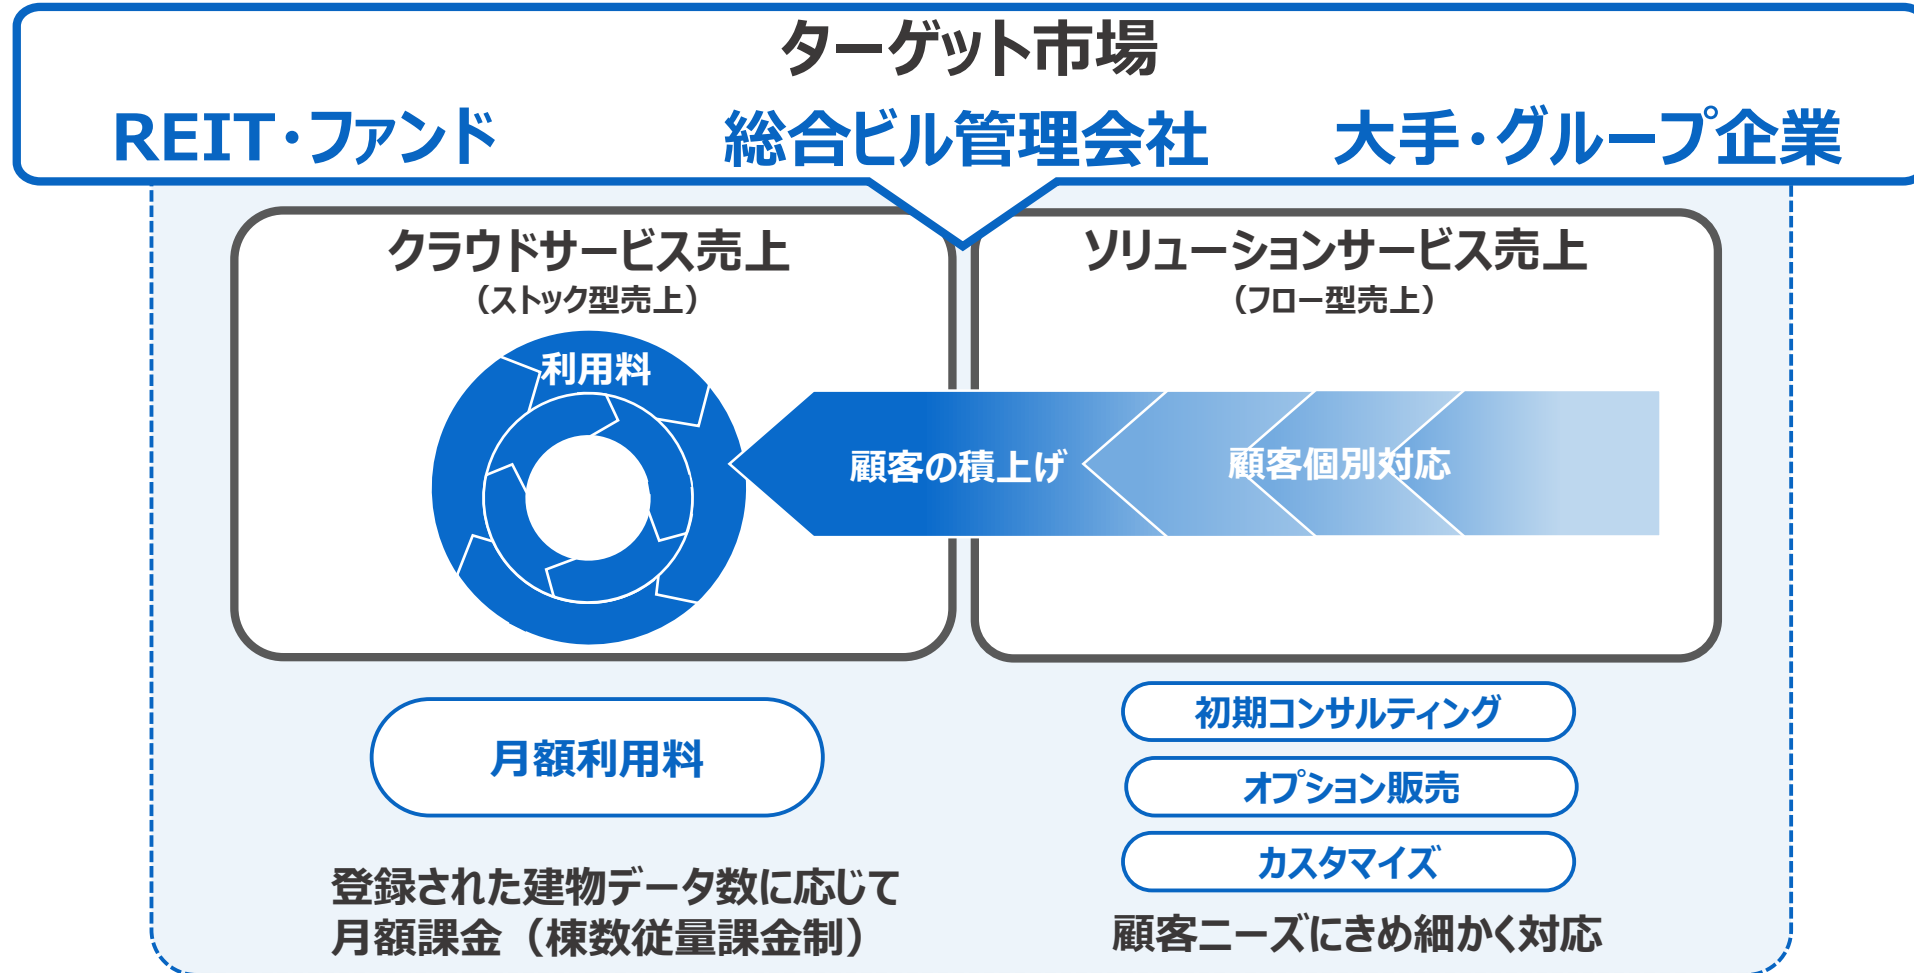 ターゲット市場
REIT・ファンド
総合ビル管理会社
大手・グループ企業
クラウドサービス売上
（ストック型売上）
利用料
ソリューションサービス売上
（フロー型売上）
顧客の積上げ
顧客個別対応
月額利用料
登録された建物データ数に応じて
月額課金（棟数従量課金制）
初期コンサルティング
オプション販売
カスタマイズ
顧客ニーズにきめ細かく対応